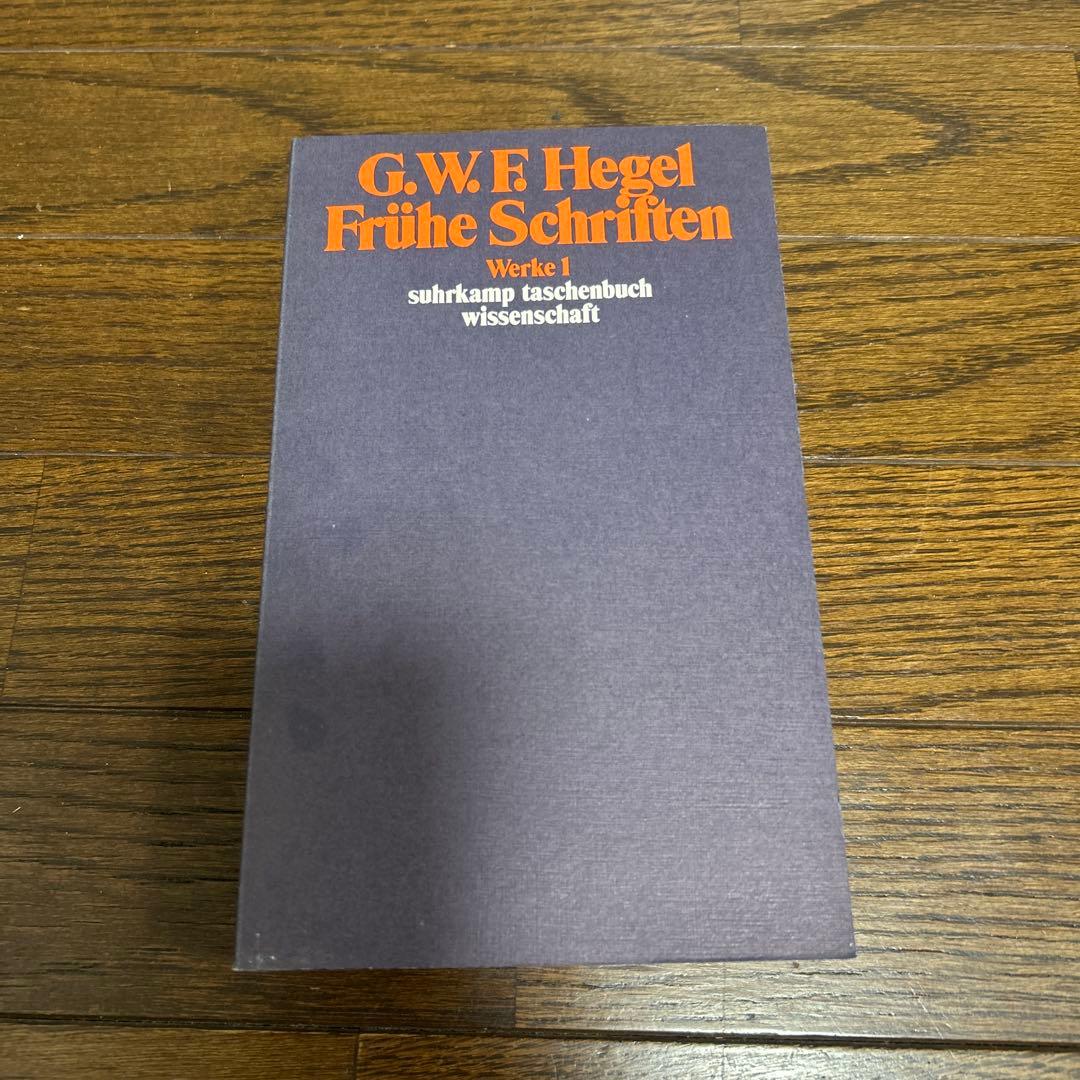 G.W.F. Hegel
Frühe Schriften
Werke 1
suhrkamp taschenbuch
wissenschaft